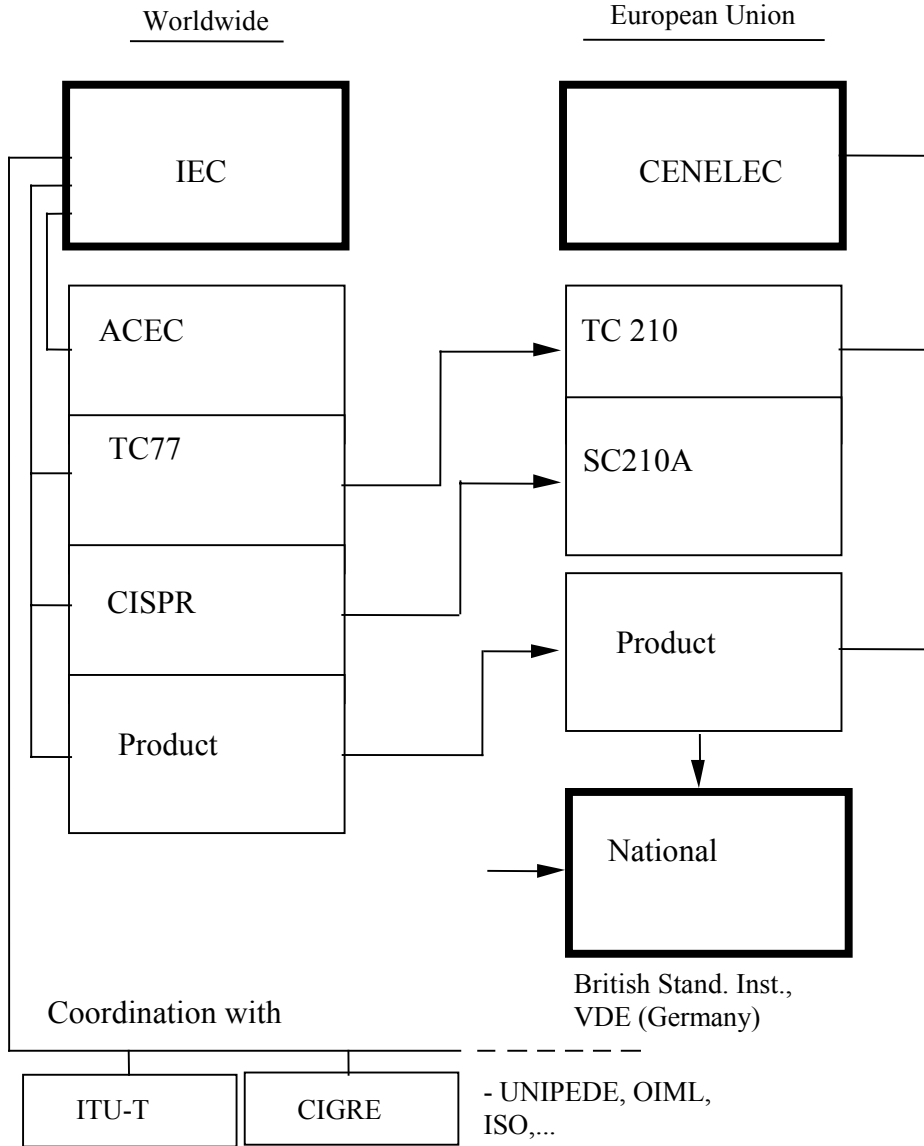 Worldwide
European Union
IEC
CENELEC
ACEC
TC 210
TC77
SC210A
CISPR
Product
Product
National
British Stand. Inst.,
VDE (Germany)
Coordination with
ITU-T
CIGRE
- UNIPEDE, OIML,
ISO,...